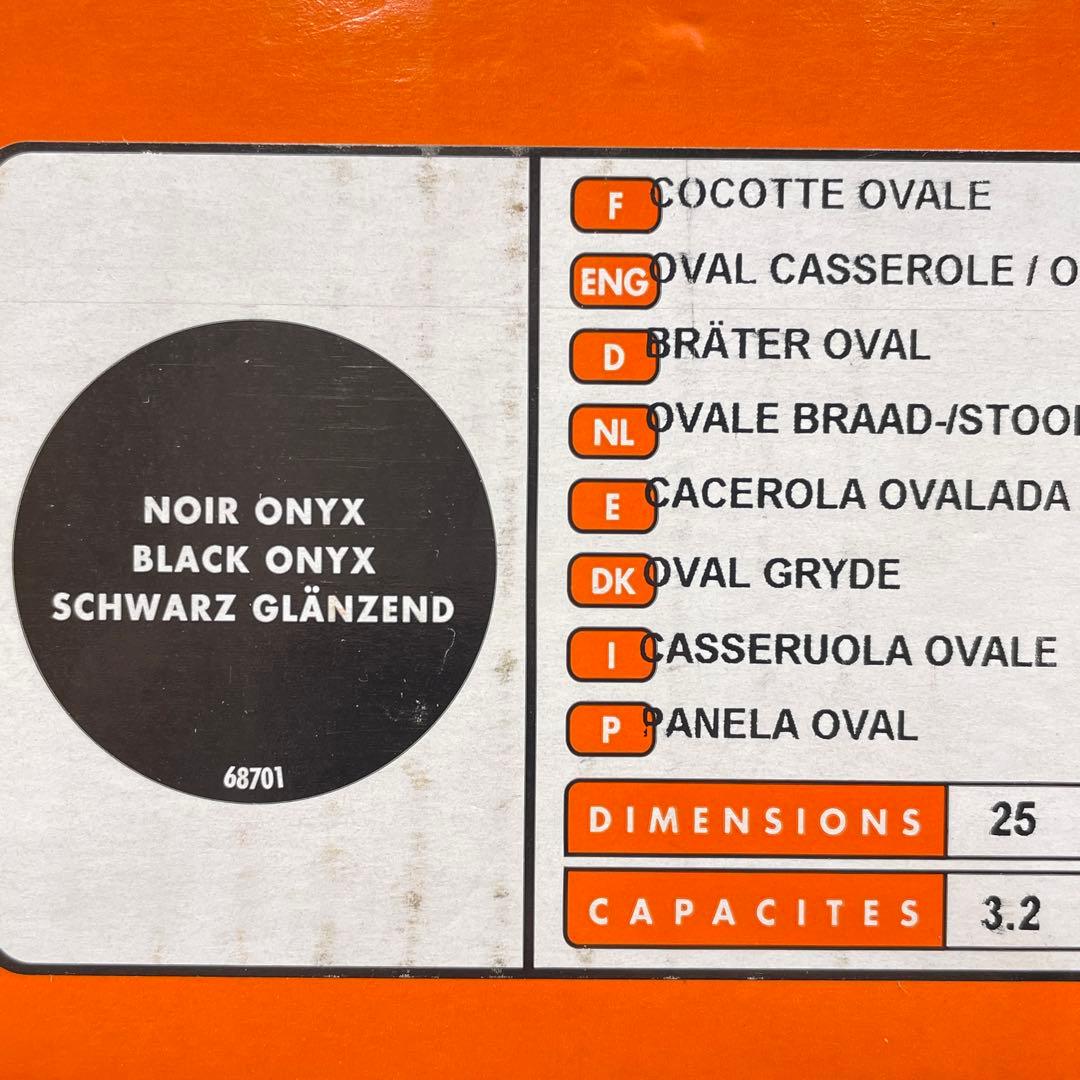 NOIR ONYX
BLACK ONYX
SCHWARZ GLÄNZEND
68701
F COCOTTE OVALE
ENG OVAL CASSEROLE / O
D BRÄTER OVAL
NL OVALE BRAAD-/STOO
E CACEROLA OVALADA
DK OVAL GRYDE
I CASSERUOLA OVALE
P PANELA OVAL
DIMENSIONS 25
CAPACITES 3.2